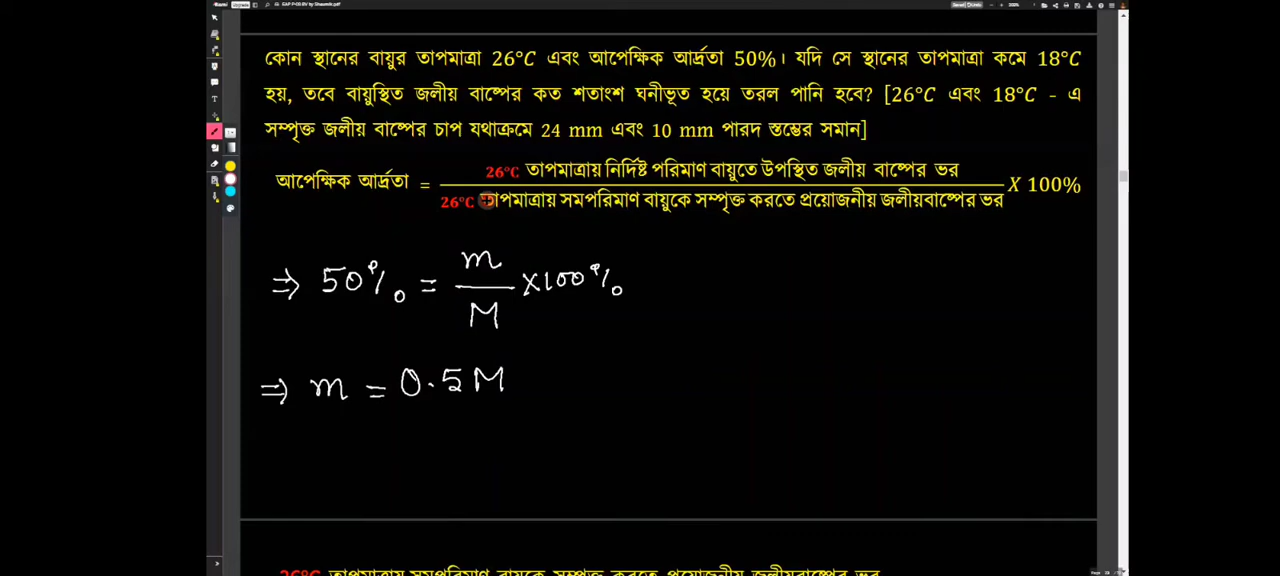 কোন স্থানের বায়ুর তাপমাত্রা 26°C এবং আপেক্ষিক আর্দ্রতা 50%। যদি সে স্থানের তাপমাত্রা কমে 18°C
হয়, তবে বায়ুস্থিত জলীয় বাষ্পের কত শতাংশ ঘনীভূত হয়ে তরল পানি হবে? [26°C এবং 18°C - এ
সম্পৃক্ত জলীয় বাষ্পের চাপ যথাক্রমে 24 mm এবং 10 mm পারদ স্তম্ভের সমান]
26°C তাপমাত্রায় নির্দিষ্ট পরিমাণ বায়ুতে উপস্থিত জলীয় বাষ্পের ভর
আপেক্ষিক আর্দ্রতা = X 100%
26°C তাপমাত্রায় সমপরিমাণ বায়ুকে সম্পৃক্ত করতে প্রয়োজনীয় জলীয়বাষ্পের ভর
⇒ 50% = m/M ×100%
⇒ m = 0.5M